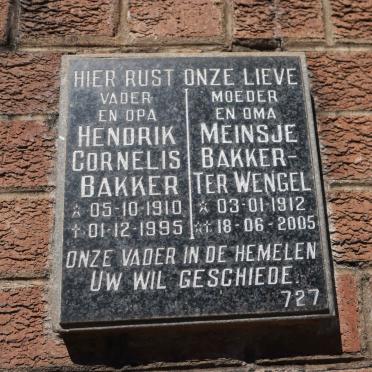 HIER RUST ONZE LIEVE
VADER
EN OPA
HENDRIK
CORNELIS
BAKKER
☆ 05-10-1910
† 01-12-1995
MOEDER
EN OMA
MEINSJE
BAKKER-
TER WENGEL
☆ 03-01-1912
† 18-06-2005
ONZE VADER IN DE HEMELEN
UW WIL GESCHIEDE.
727